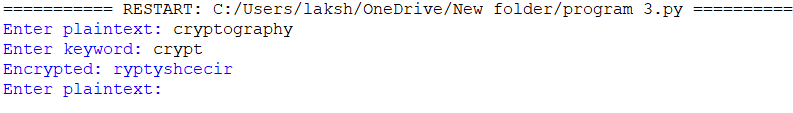 =========== RESTART: C:/Users/laksh/OneDrive/New folder/program 3.py ==========
Enter plaintext: cryptography
Enter keyword: crypt
Encrypted: ryptyshcecir
Enter plaintext: